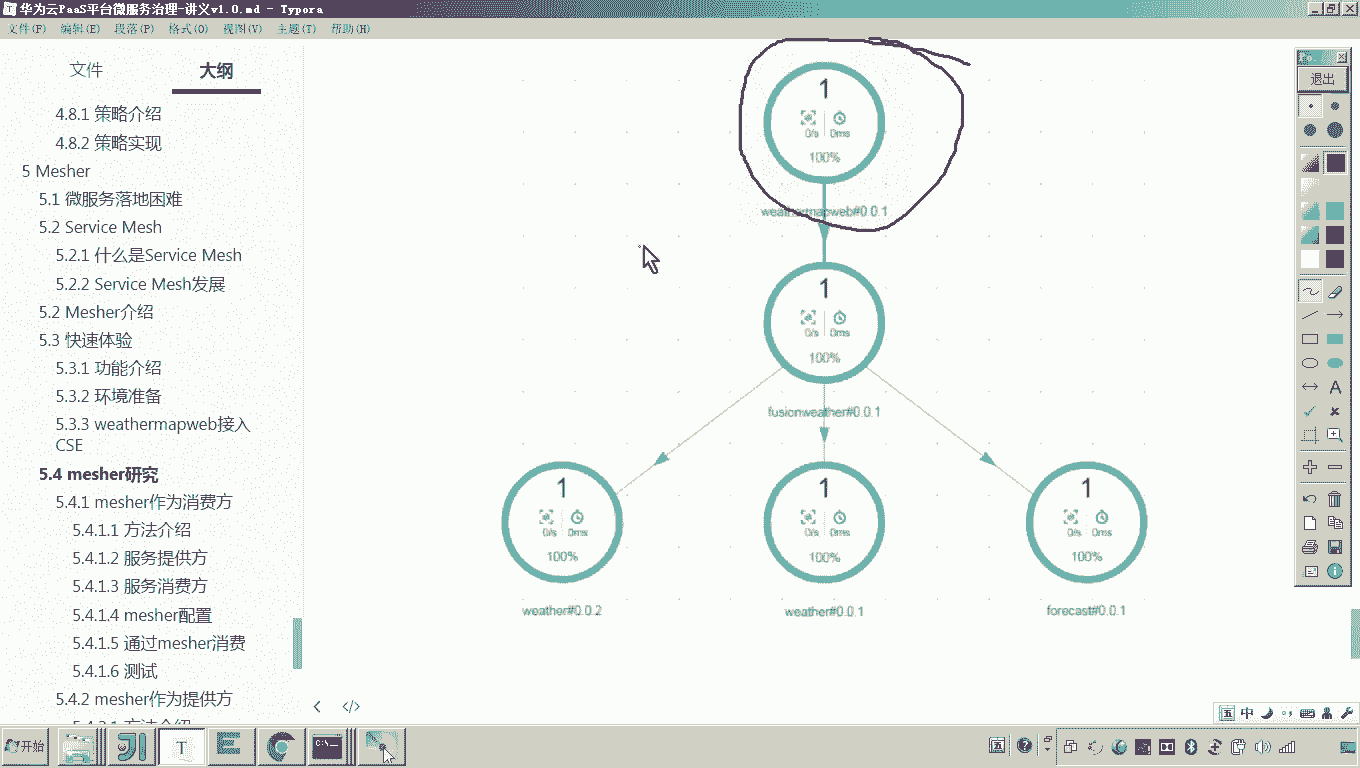 华为云PaaS平台微服务治理-讲义v1.0.md - Typora
文件(F) 编辑(E) 段落(P) 格式(O) 视图(V) 主题(T) 帮助(H)
文件 大纲
4.8.1 策略介绍
4.8.2 策略实现
5 Mesher
5.1 微服务落地困难
5.2 Service Mesh
5.2.1 什么是Service Mesh
5.2.2 Service Mesh发展
5.2 Mesher介绍
5.3 快速体验
5.3.1 功能介绍
5.3.2 环境准备
5.3.3 weathermapweb接入
CSE
5.4 mesher研究
5.4.1 mesher作为消费方
5.4.1.1 方法介绍
5.4.1.2 服务提供方
5.4.1.3 服务消费方
5.4.1.4 mesher配置
5.4.1.5 通过mesher消费
5.4.1.6 测试
5.4.2 mesher作为提供方
5.4.2.1 方法介绍
1
0/s 0ms
100%
weathermapweb#0.0.1
1
0/s 0ms
100%
fusionweather#0.0.1
1
0/s 0ms
100%
weather#0.0.2
1
0/s 0ms
100%
weather#0.0.1
1
0/s 0ms
100%
forecast#0.0.1
退出
A
五 中
开始
T
五